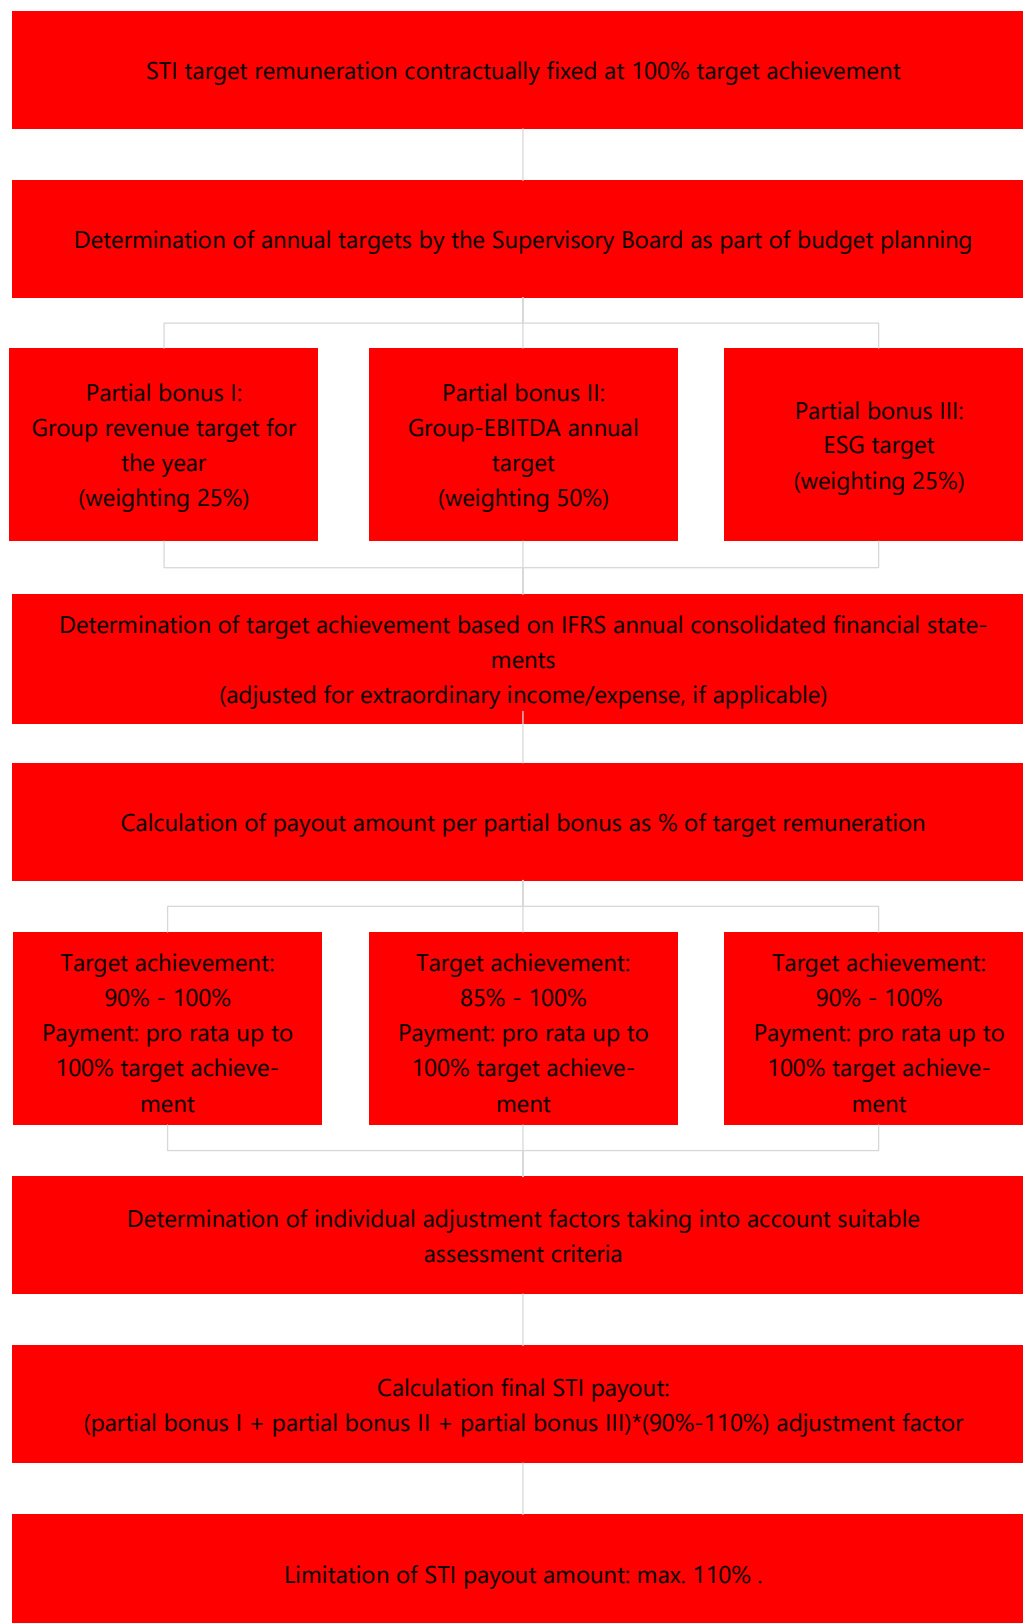 STI target remuneration contractually fixed at 100% target achievement
Determination of annual targets by the Supervisory Board as part of budget planning
Partial bonus I:
Group revenue target for
the year
(weighting 25%)
Partial bonus II:
Group-EBITDA annual
target
(weighting 50%)
Partial bonus III:
ESG target
(weighting 25%)
Determination of target achievement based on IFRS annual consolidated financial state-
ments
(adjusted for extraordinary income/expense, if applicable)
Calculation of payout amount per partial bonus as % of target remuneration
Target achievement:
90% - 100%
Payment: pro rata up to
100% target achieve-
ment
Target achievement:
85% - 100%
Payment: pro rata up to
100% target achieve-
ment
Target achievement:
90% - 100%
Payment: pro rata up to
100% target achieve-
ment
Determination of individual adjustment factors taking into account suitable
assessment criteria
Calculation final STI payout:
(partial bonus I + partial bonus II + partial bonus III)*(90%-110%) adjustment factor
Limitation of STI payout amount: max. 110% .